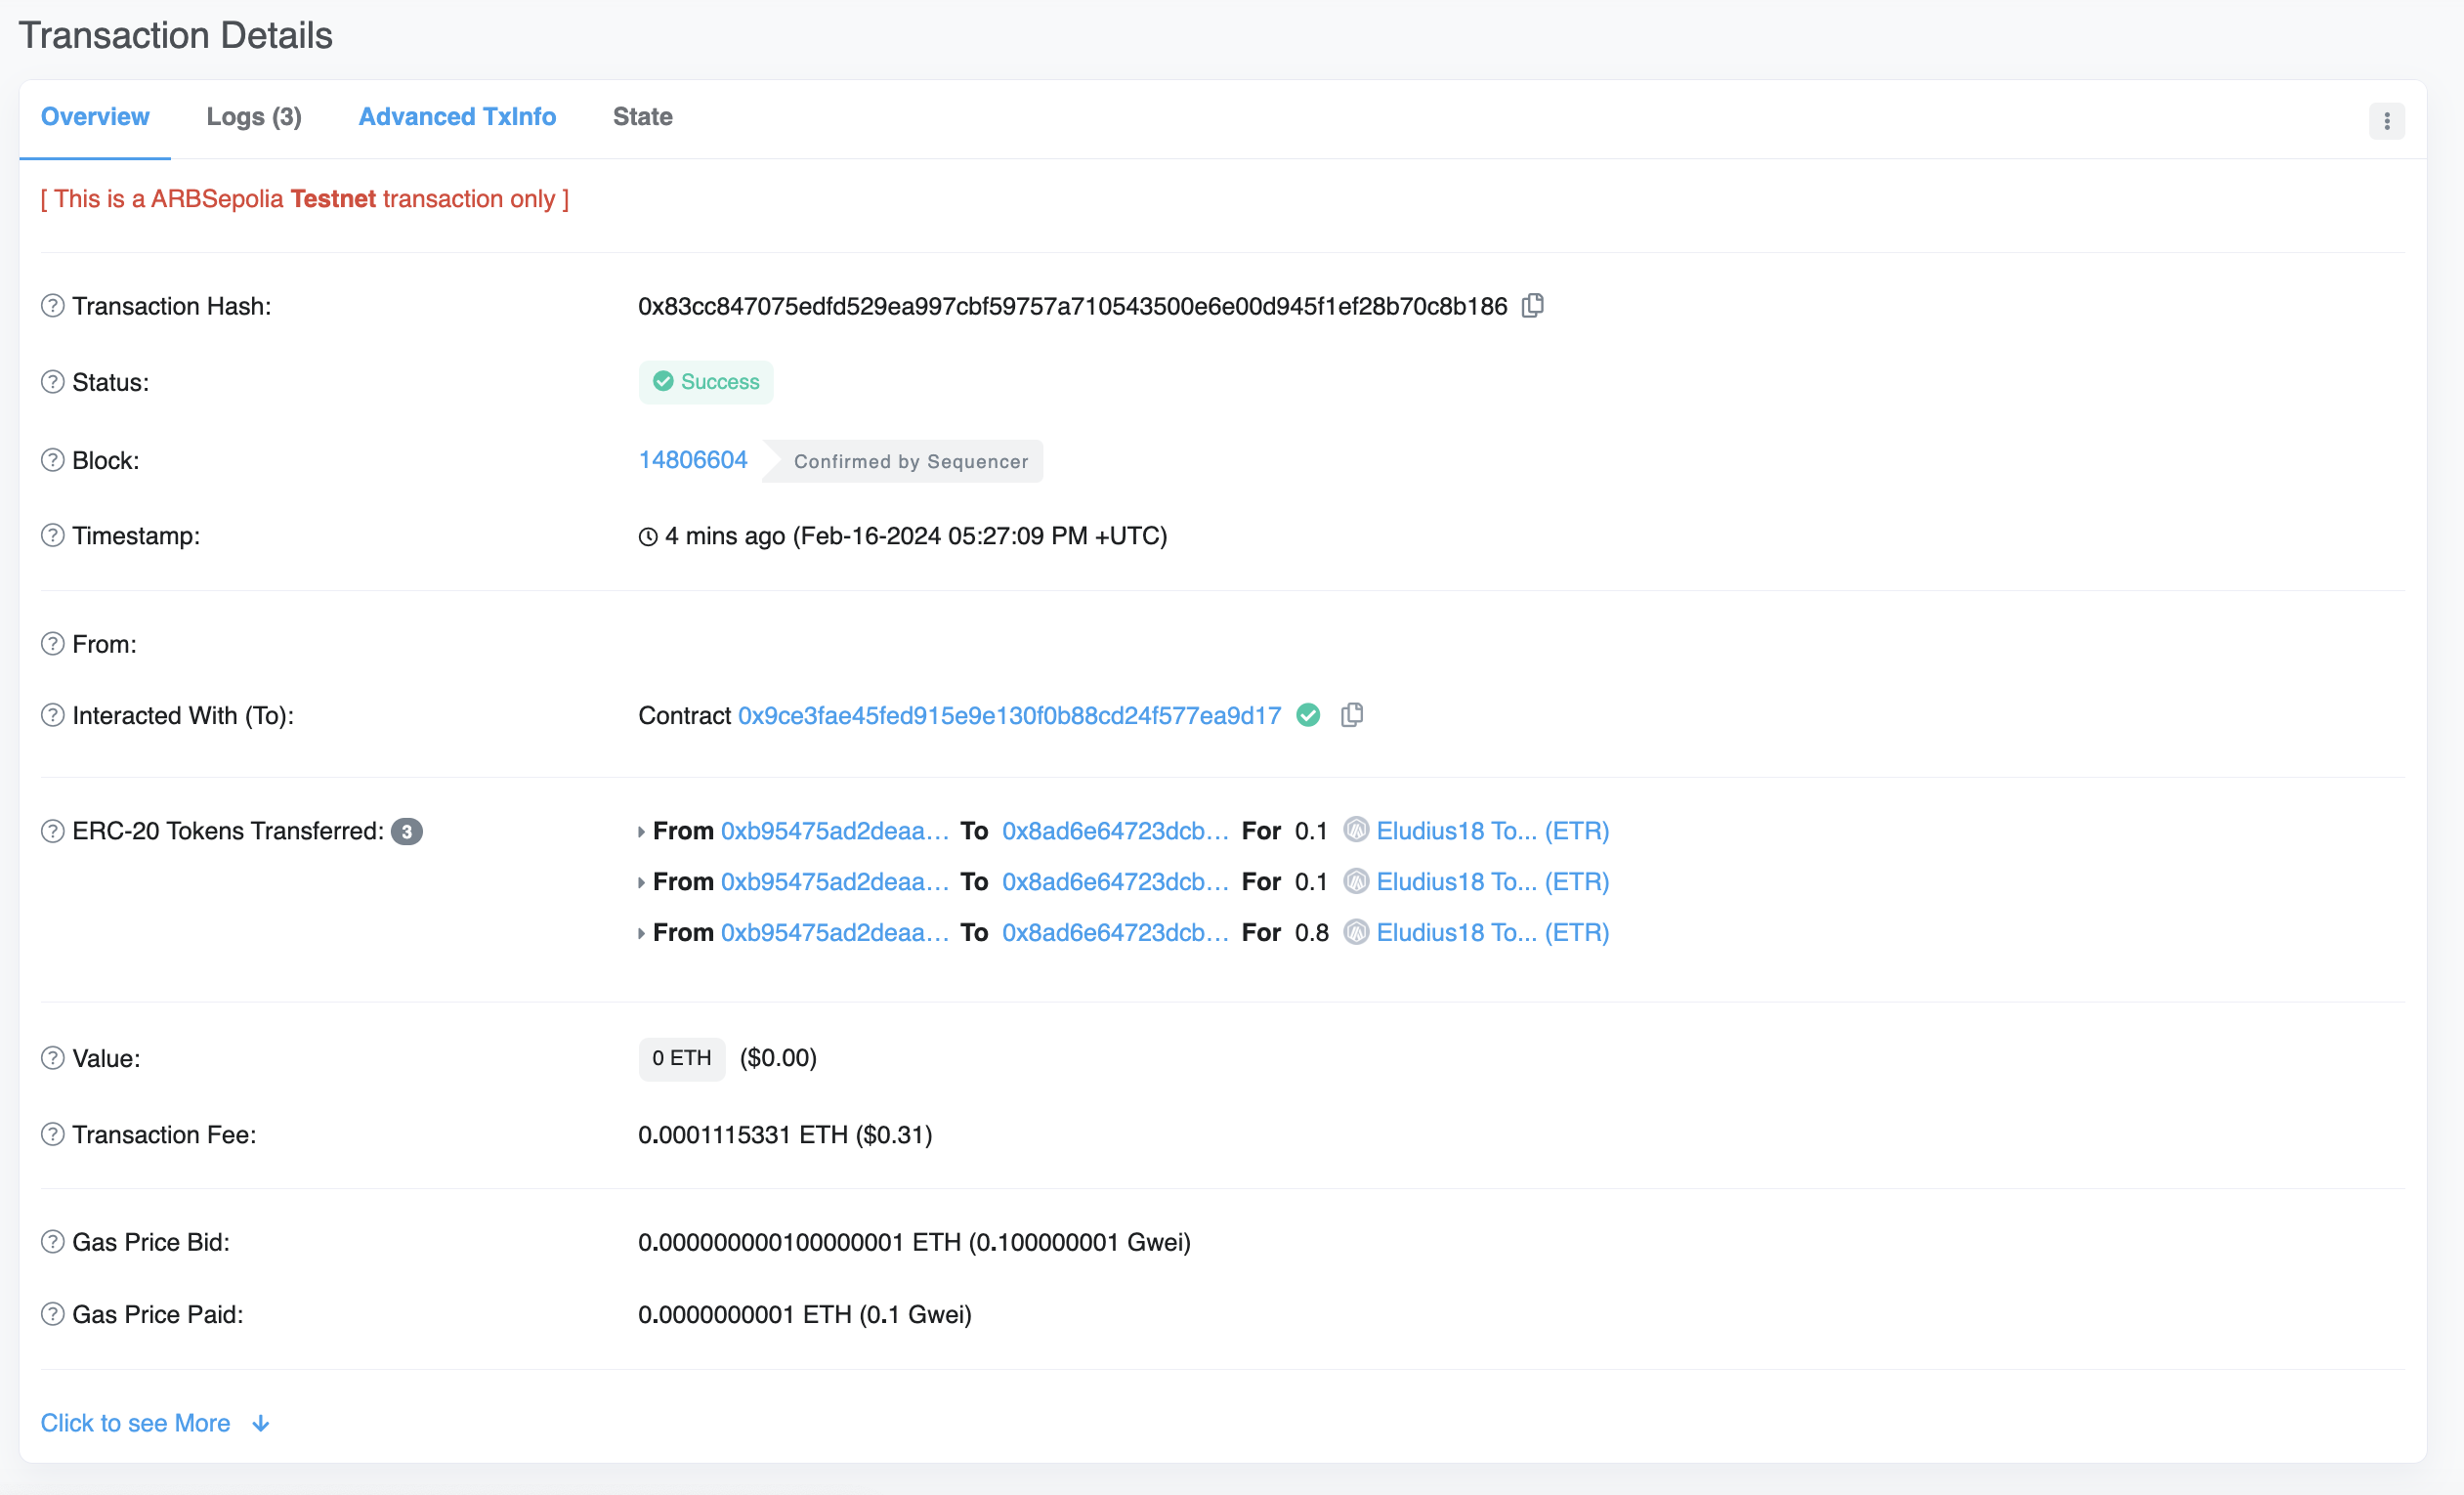 Transaction Details
Overview Logs (3) Advanced TxInfo State
[ This is a ARBSepolia Testnet transaction only ]
Transaction Hash: 0x83cc847075edfd529ea997cbf59757a710543500e6e00d945f1ef28b70c8b186
Status: Success
Block: 14806604 Confirmed by Sequencer
Timestamp: 4 mins ago (Feb-16-2024 05:27:09 PM +UTC)
From:
Interacted With (To): Contract 0x9ce3fae45fed915e9e130f0b88cd24f577ea9d17
ERC-20 Tokens Transferred: 3 From 0xb95475ad2deaa... To 0x8ad6e64723dcb... For 0.1 Eludius18 To... (ETR)
From 0xb95475ad2deaa... To 0x8ad6e64723dcb... For 0.1 Eludius18 To... (ETR)
From 0xb95475ad2deaa... To 0x8ad6e64723dcb... For 0.8 Eludius18 To... (ETR)
Value: 0 ETH ($0.00)
Transaction Fee: 0.0001115331 ETH ($0.31)
Gas Price Bid: 0.000000000100000001 ETH (0.100000001 Gwei)
Gas Price Paid: 0.0000000001 ETH (0.1 Gwei)
Click to see More